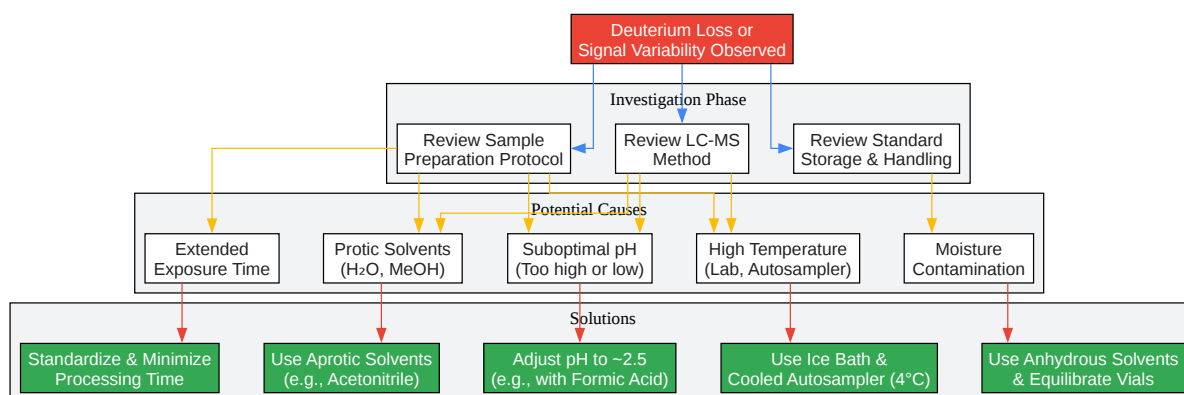 Deuterium Loss or
Signal Variability Observed
Investigation Phase
Review Sample
Preparation Protocol
Review LC-MS
Method
Review Standard
Storage & Handling
Potential Causes
Extended
Exposure Time
Protic Solvents
(H₂O, MeOH)
Suboptimal pH
(Too high or low)
High Temperature
(Lab, Autosampler)
Moisture
Contamination
Solutions
Standardize & Minimize
Processing Time
Use Aprotic Solvents
(e.g., Acetonitrile)
Adjust pH to ~2.5
(e.g., with Formic Acid)
Use Ice Bath &
Cooled Autosampler (4°C)
Use Anhydrous Solvents
& Equilibrate Vials